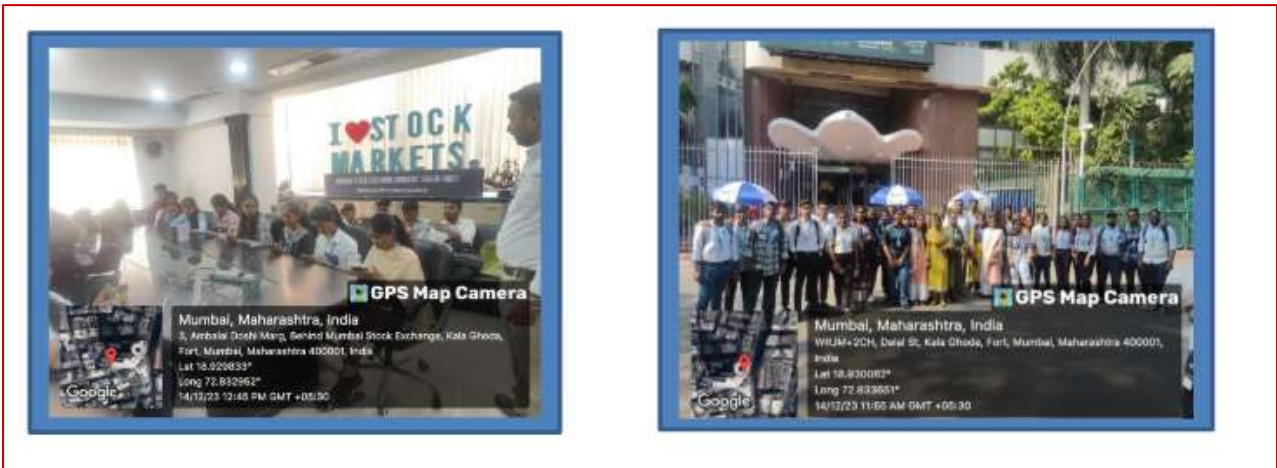 I ❤ STOCK
MARKETS
GPS Map Camera
Mumbai, Maharashtra, India
3, Ambalal Doshi Marg, Behind Mumbai Stock Exchange, Kala Ghoda,
Fort, Mumbai, Maharashtra 400001, India
Lat 18.929833°
Long 72.832962°
14/12/23 12:45 PM GMT +05:30
Google
GPS Map Camera
Mumbai, Maharashtra, India
WRJM+2CH, Dalal St, Kala Ghoda, Fort, Mumbai, Maharashtra 400001,
India
Lat 18.930082°
Long 72.833651°
14/12/23 11:55 AM GMT +05:30
Google